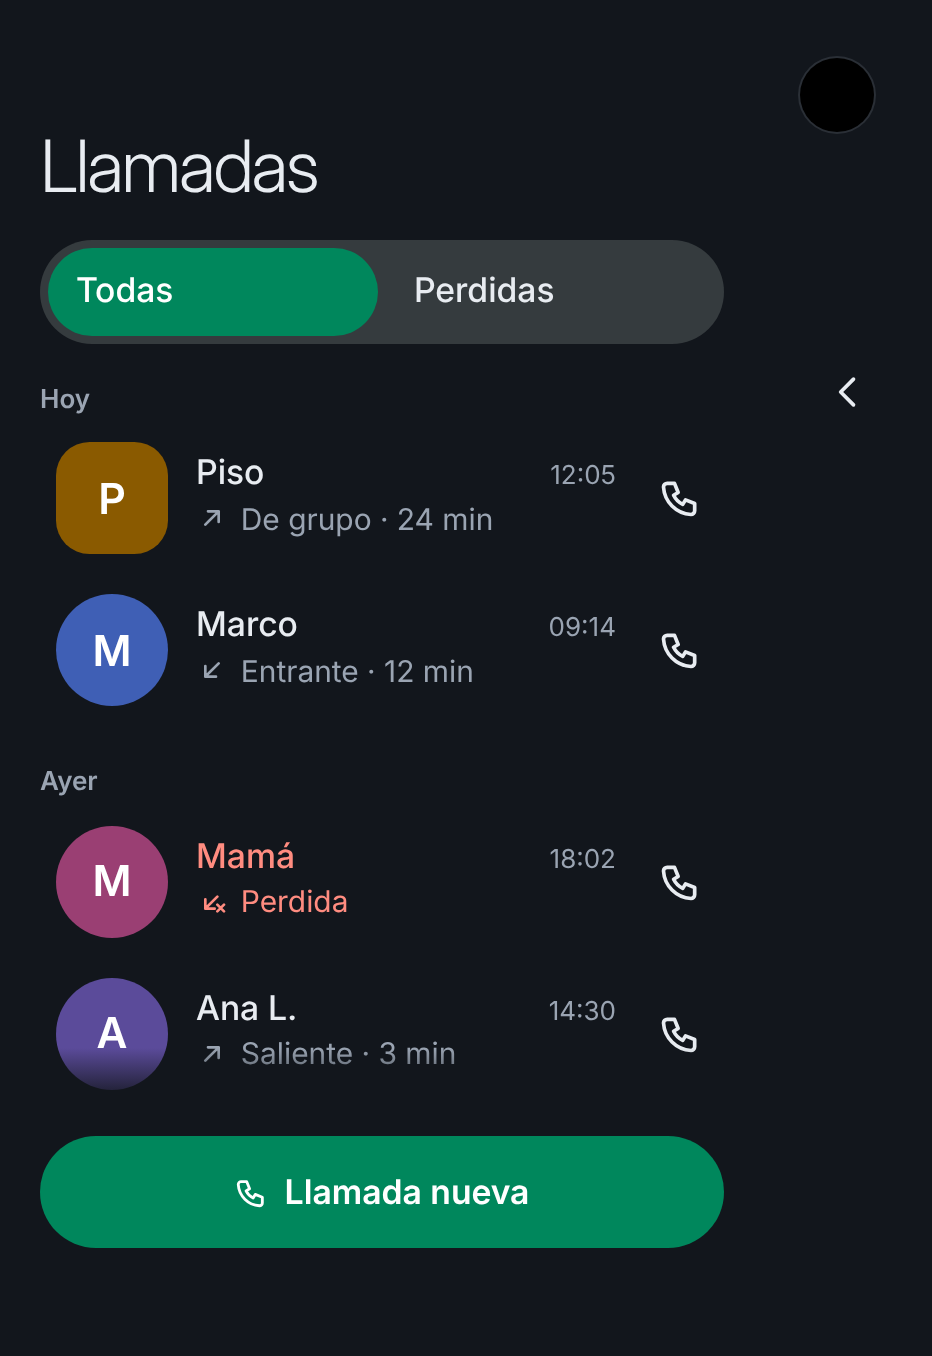 Llamadas
Todas
Perdidas
Hoy
P
Piso
12:05
De grupo · 24 min
M
Marco
09:14
Entrante · 12 min
Ayer
M
Mamá
18:02
Perdida
A
Ana L.
14:30
Saliente · 3 min
Llamada nueva